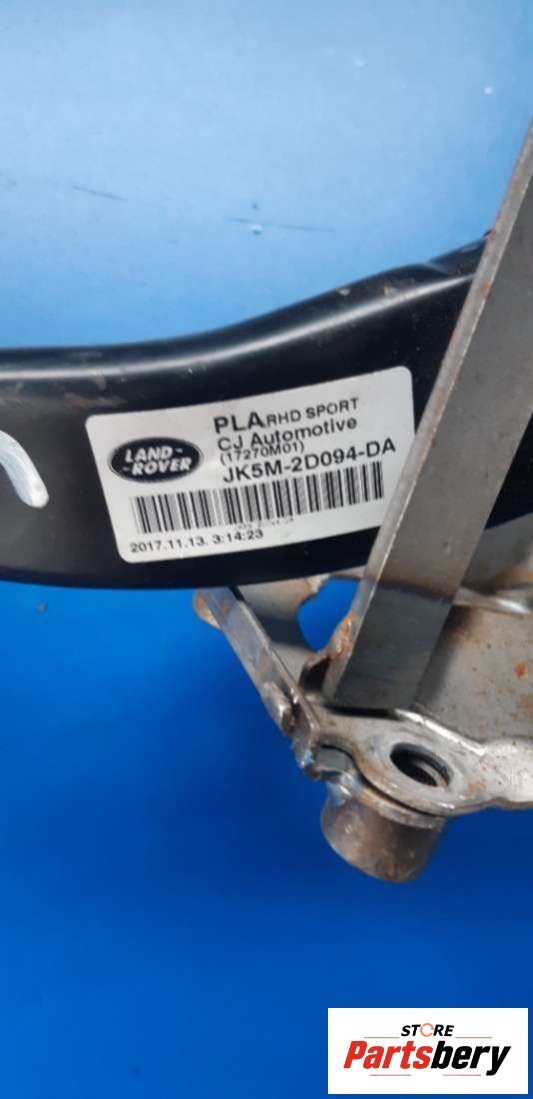 PLA RHD SPORT
CJ Automotive
(17270M01)
LAND-
-ROVER
JK5M-2D094-DA
2017.11.13. 3:14:23
STORE
Partsbery